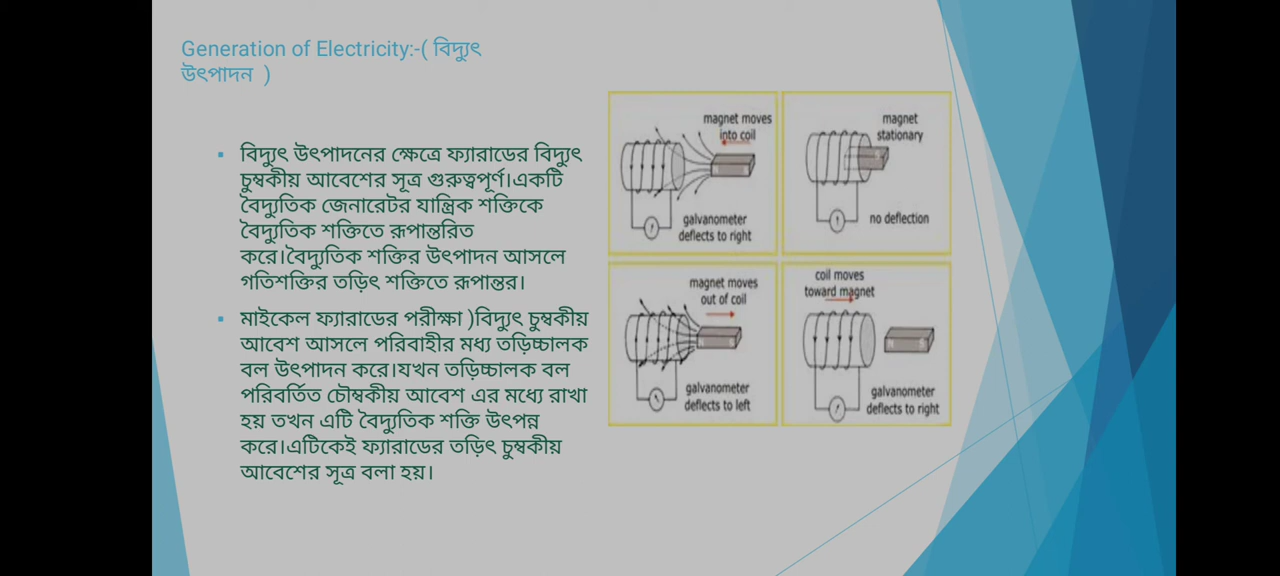 Generation of Electricity:-( বিদ্যুৎ
উৎপাদন )
বিদ্যুৎ উৎপাদনের ক্ষেত্রে ফ্যারাডের বিদ্যুৎ
চুম্বকীয় আবেশের সূত্র গুরুত্বপূর্ণ।একটি
বৈদ্যুতিক জেনারেটর যান্ত্রিক শক্তিকে
বৈদ্যুতিক শক্তিতে রূপান্তরিত
করে।বৈদ্যুতিক শক্তির উৎপাদন আসলে
গতিশক্তির তড়িৎ শক্তিতে রূপান্তর।
মাইকেল ফ্যারাডের পরীক্ষা )বিদ্যুৎ চুম্বকীয়
আবেশ আসলে পরিবাহীর মধ্য তড়িচ্চালক
বল উৎপাদন করে।যখন তড়িচ্চালক বল
পরিবর্তিত চৌম্বকীয় আবেশ এর মধ্যে রাখা
হয় তখন এটি বৈদ্যুতিক শক্তি উৎপন্ন
করে।এটিকেই ফ্যারাডের তড়িৎ চুম্বকীয়
আবেশের সূত্র বলা হয়।
magnet moves
into coil
galvanometer
deflects to right
magnet
stationary
no deflection
magnet moves
out of coil
galvanometer
deflects to left
coil moves
toward magnet
galvanometer
deflects to right